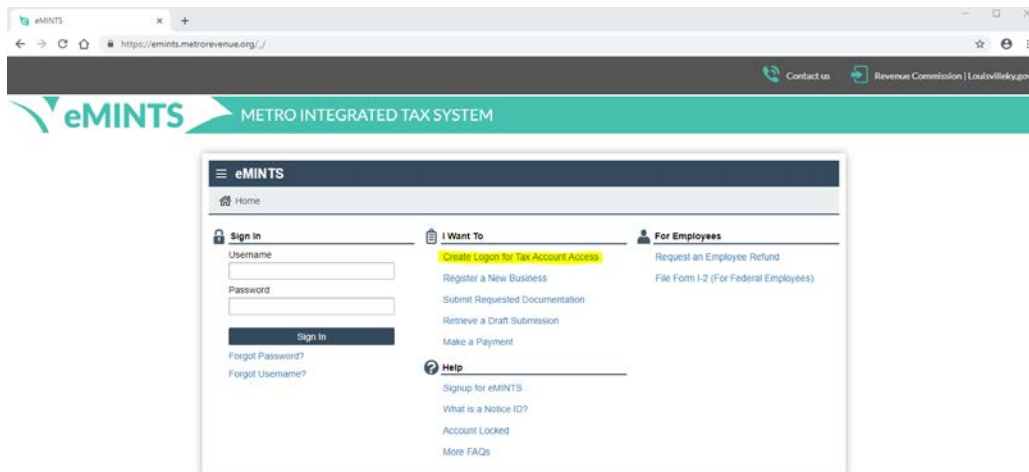 eMINTS
https://emints.metrorevenue.org/_/
Contact us
Revenue Commission | Louisvilleky.gov
eMINTS
METRO INTEGRATED TAX SYSTEM
eMINTS
Home
Sign In
Username
Password
Sign In
Forgot Password?
Forgot Username?
I Want To
Create Logon for Tax Account Access
Register a New Business
Submit Requested Documentation
Retrieve a Draft Submission
Make a Payment
Help
Signup for eMINTS
What is a Notice ID?
Account Locked
More FAQs
For Employees
Request an Employee Refund
File Form I-2 (For Federal Employees)